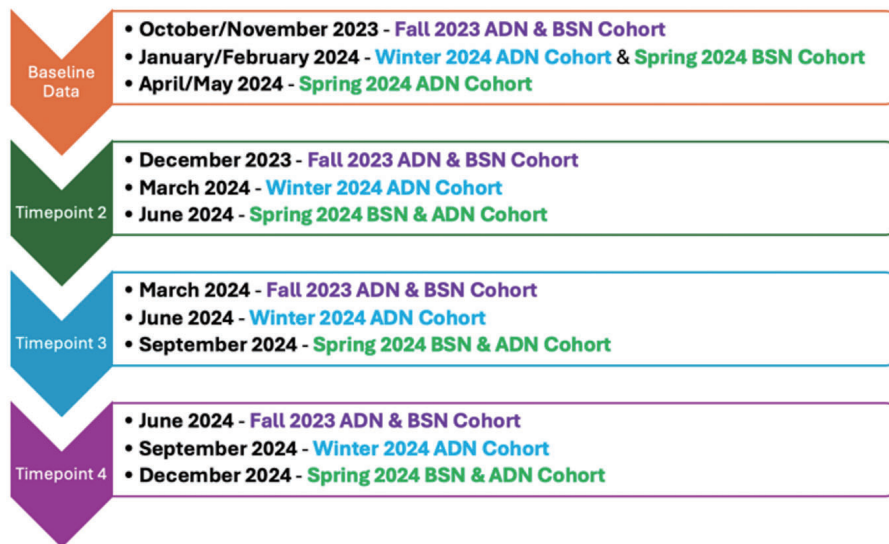 Baseline
Data
• October/November 2023 - Fall 2023 ADN & BSN Cohort
• January/February 2024 - Winter 2024 ADN Cohort & Spring 2024 BSN Cohort
• April/May 2024 - Spring 2024 ADN Cohort
Timepoint 2
• December 2023 - Fall 2023 ADN & BSN Cohort
• March 2024 - Winter 2024 ADN Cohort
• June 2024 - Spring 2024 BSN & ADN Cohort
Timepoint 3
• March 2024 - Fall 2023 ADN & BSN Cohort
• June 2024 - Winter 2024 ADN Cohort
• September 2024 - Spring 2024 BSN & ADN Cohort
Timepoint 4
• June 2024 - Fall 2023 ADN & BSN Cohort
• September 2024 - Winter 2024 ADN Cohort
• December 2024 - Spring 2024 BSN & ADN Cohort